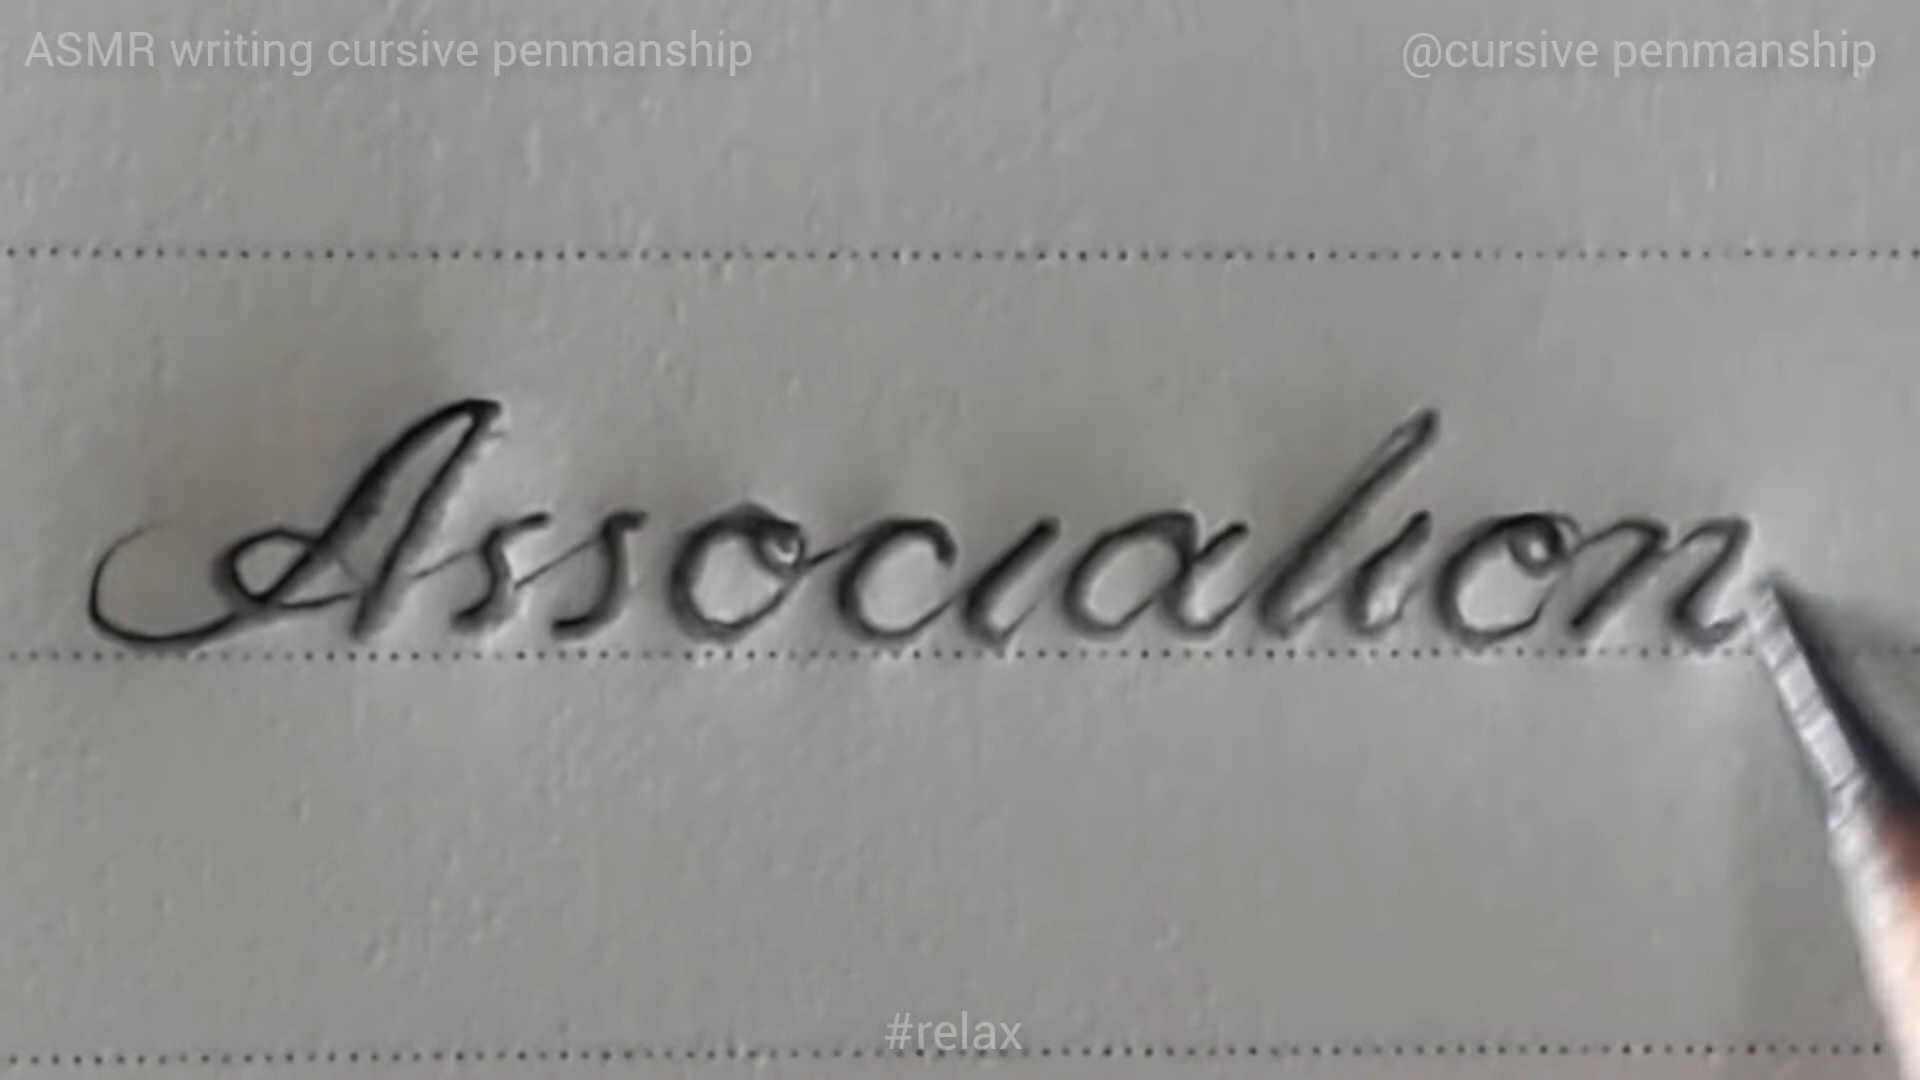 ASMR writing cursive penmanship
@cursive penmanship
Association
#relax